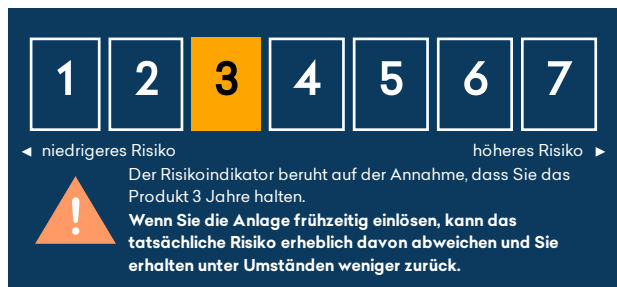 1 2 3 4 5 6 7
◄ niedrigeres Risiko höheres Risiko ►
Der Risikoindikator beruht auf der Annahme, dass Sie das
Produkt 3 Jahre halten.
!
Wenn Sie die Anlage frühzeitig einlösen, kann das
tatsächliche Risiko erheblich davon abweichen und Sie
erhalten unter Umständen weniger zurück.